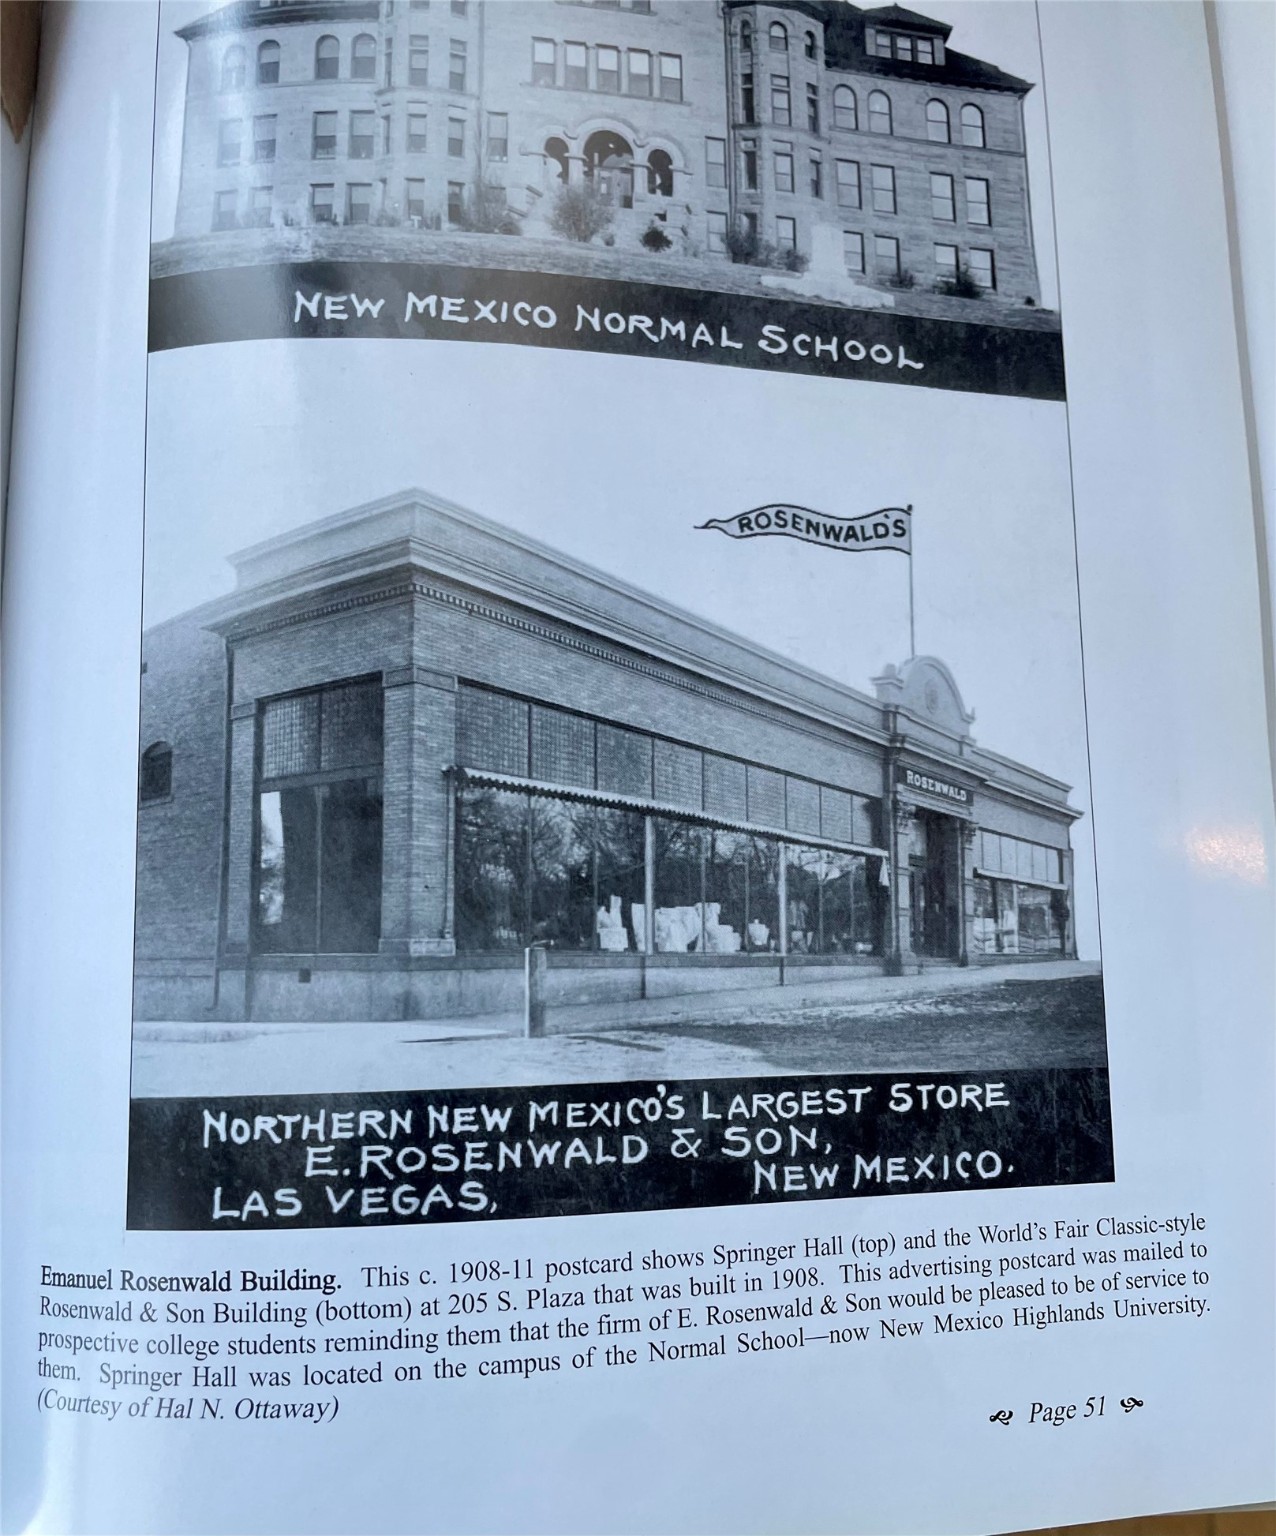 NEW MEXICO NORMAL SCHOOL
ROSENWALD'S
ROSENWALD
NORTHERN NEW MEXICO'S LARGEST STORE
E. ROSENWALD & SON,
LAS VEGAS, NEW MEXICO.
Emanuel Rosenwald Building. This c. 1908-11 postcard shows Springer Hall (top) and the World's Fair Classic-style
Rosenwald & Son Building (bottom) at 205 S. Plaza that was built in 1908. This advertising postcard was mailed to
prospective college students reminding them that the firm of E. Rosenwald & Son would be pleased to be of service to
them. Springer Hall was located on the campus of the Normal School—now New Mexico Highlands University.
(Courtesy of Hal N. Ottaway)
Page 51